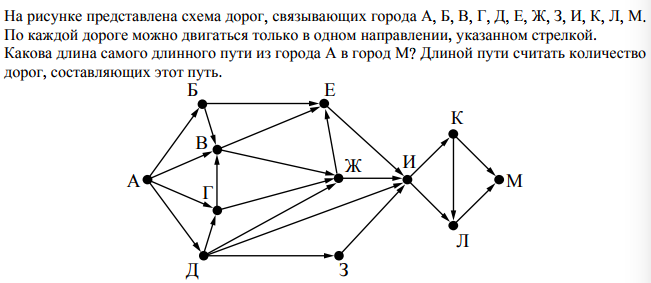 На рисунке представлена схема дорог, связывающих города А, Б, В, Г, Д, Е, Ж, З, И, К, Л, М.
По каждой дороге можно двигаться только в одном направлении, указанном стрелкой.
Какова длина самого длинного пути из города А в город М? Длиной пути считать количество
дорог, составляющих этот путь.
Б Е
К
В
Ж И
А Г М
Л
Д З